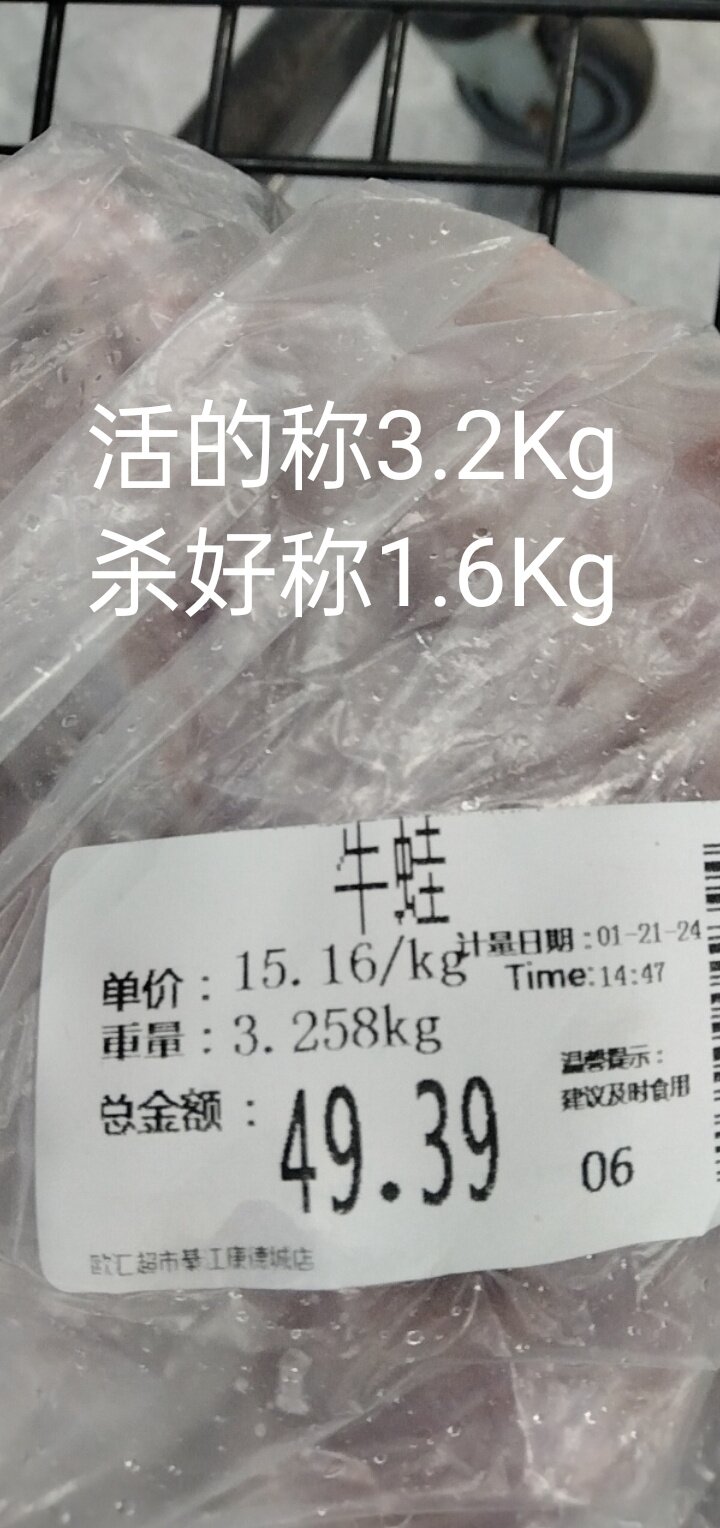 活的称3.2Kg
杀好称1.6Kg
牛蛙
单价：15.16/kg
计量日期：01-21-24
Time:14:47
重量：3.258kg
总金额：49.39
温馨提示：
建议及时食用
06
欧汇超市綦江康德城店